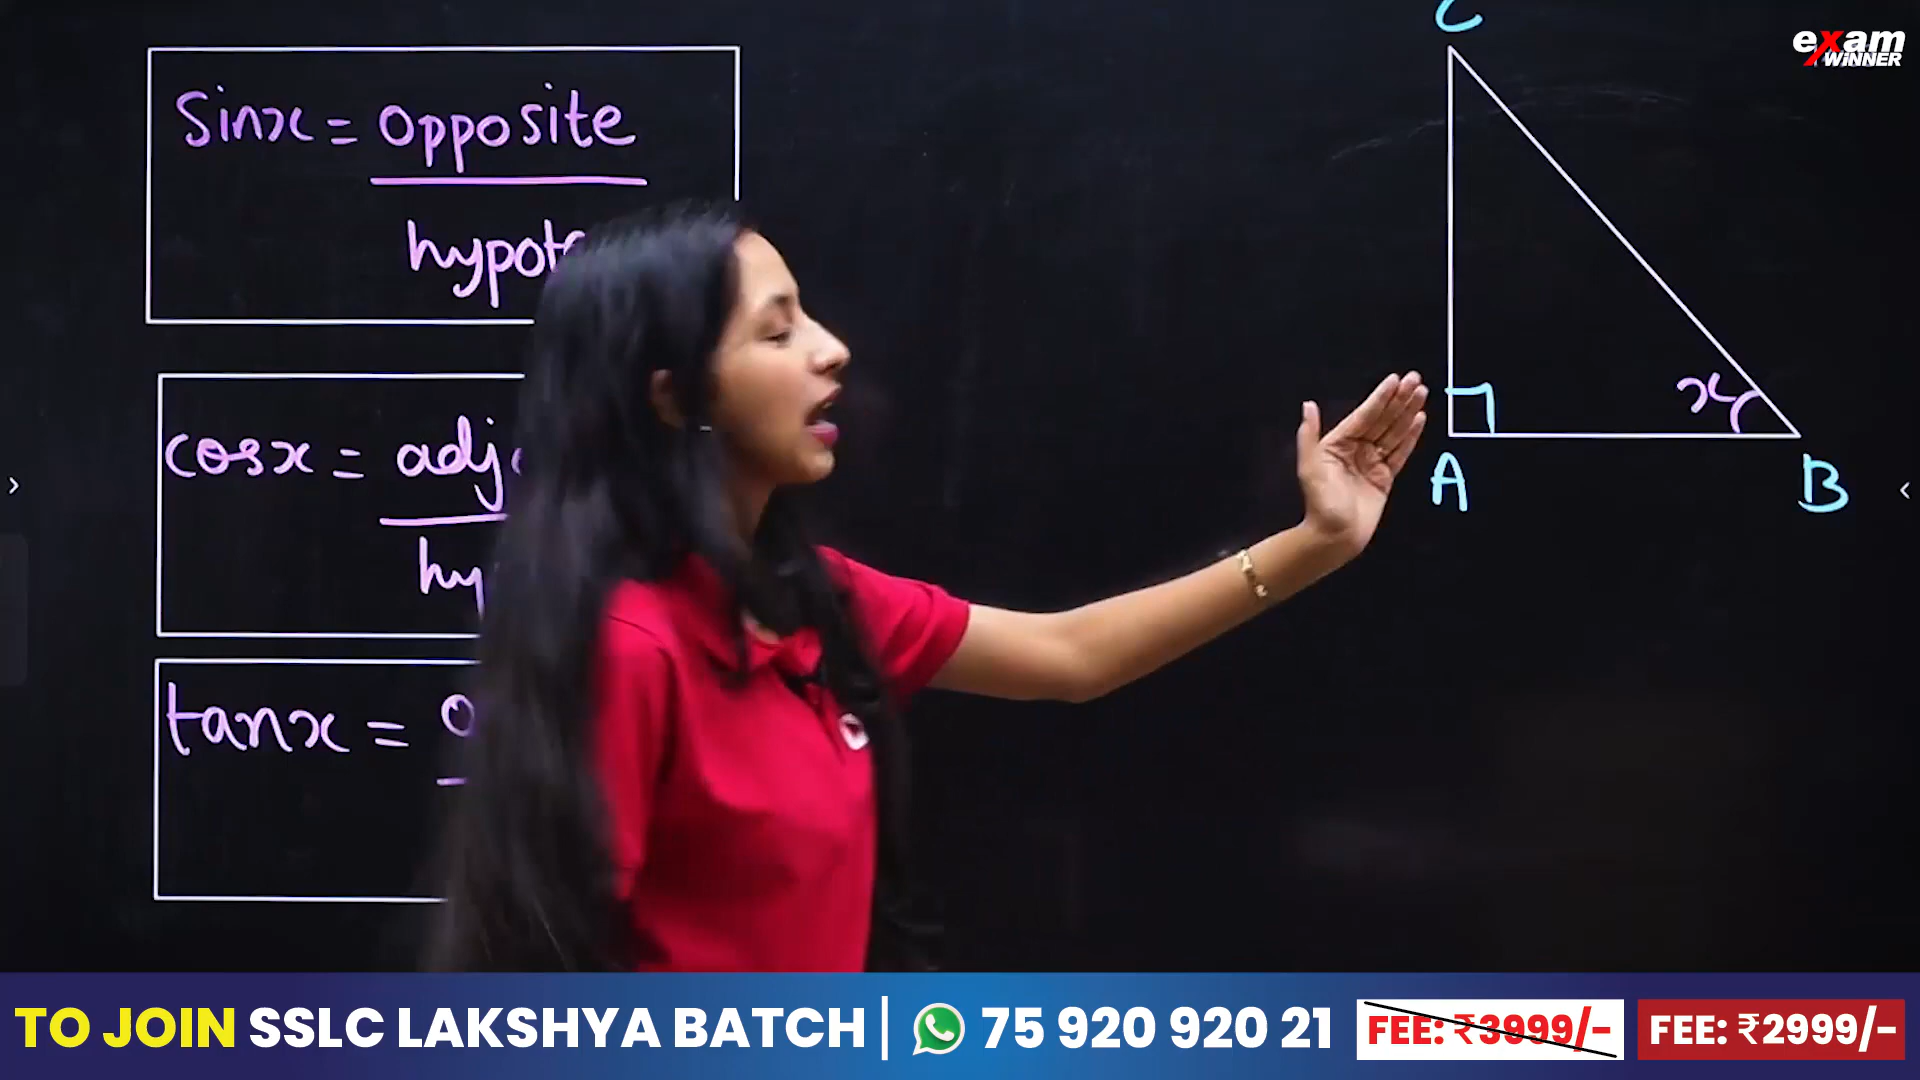 C
exam
WINNER
Sinx = opposite
hypot
cosx = adj
hy
x
A
B
tanx = o
TO JOIN SSLC LAKSHYA BATCH | 75 920 920 21 FEE: ₹3999/- FEE: ₹2999/-